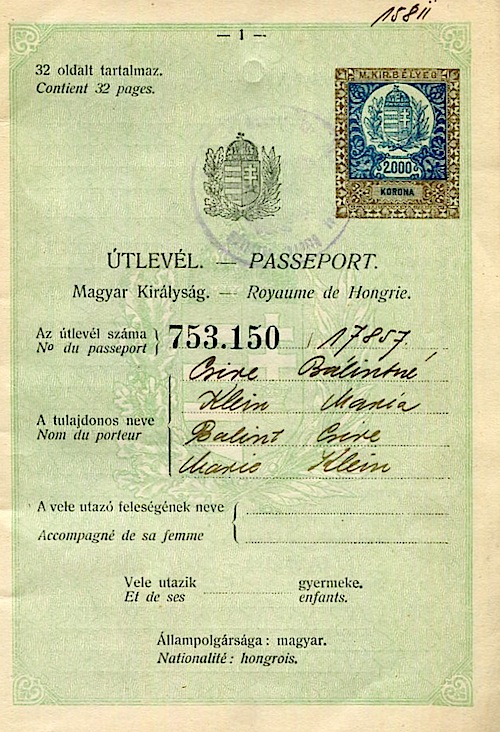 1584
— 1 —
32 oldalt tartalmaz.
Contient 32 pages.
M. KIR. BÉLYEG
2000
KORONA
ÚTLEVÉL. — PASSEPORT.
Magyar Királyság. — Royaume de Hongrie.
Az útlevél száma
Nº du passeport } 753.150 / 17857.
Csire Bálintné
Klein Mária
A tulajdonos neve
Nom du porteur
Balint Csire
Maria Klein
A vele utazó feleségének neve
Accompagné de sa femme
Vele utazik gyermeke.
Et de ses enfants.
Állampolgársága : magyar.
Nationalité : hongrois.